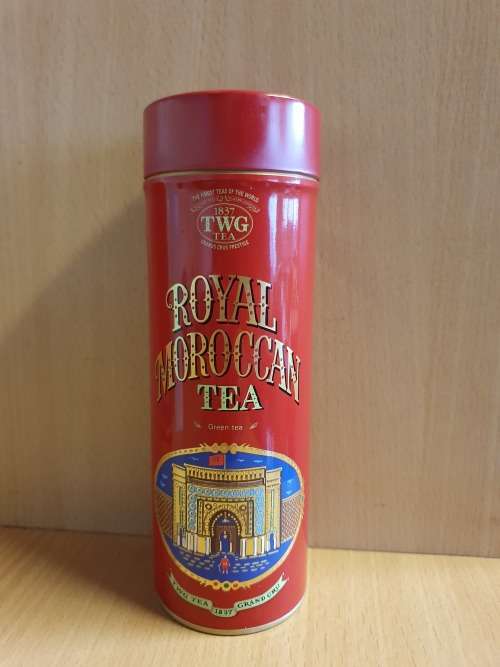 THE FINEST TEAS OF THE WORLD
1837
TWG
TEA
GRANDS CRUS PRESTIGE
ROYAL
MOROCCAN
TEA
Green tea
TWG TEA 1837 GRAND CRU